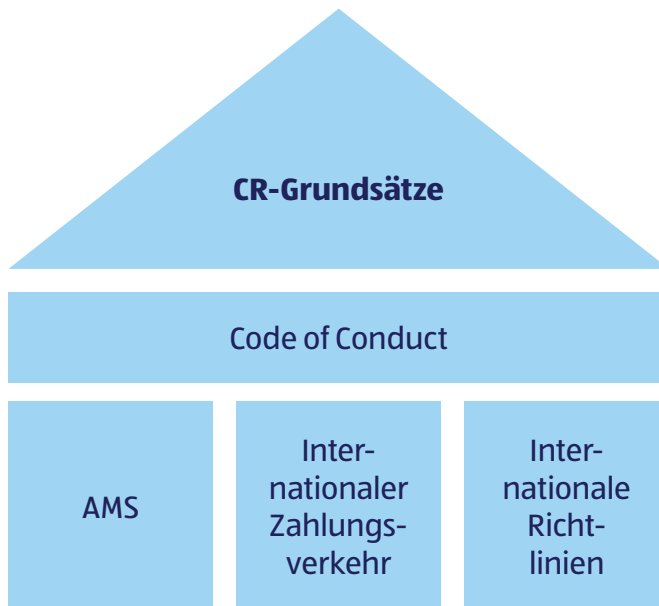 CR-Grundsätze
Code of Conduct
AMS
Inter-
nationaler
Zahlungs-
verkehr
Inter-
nationale
Richt-
linien